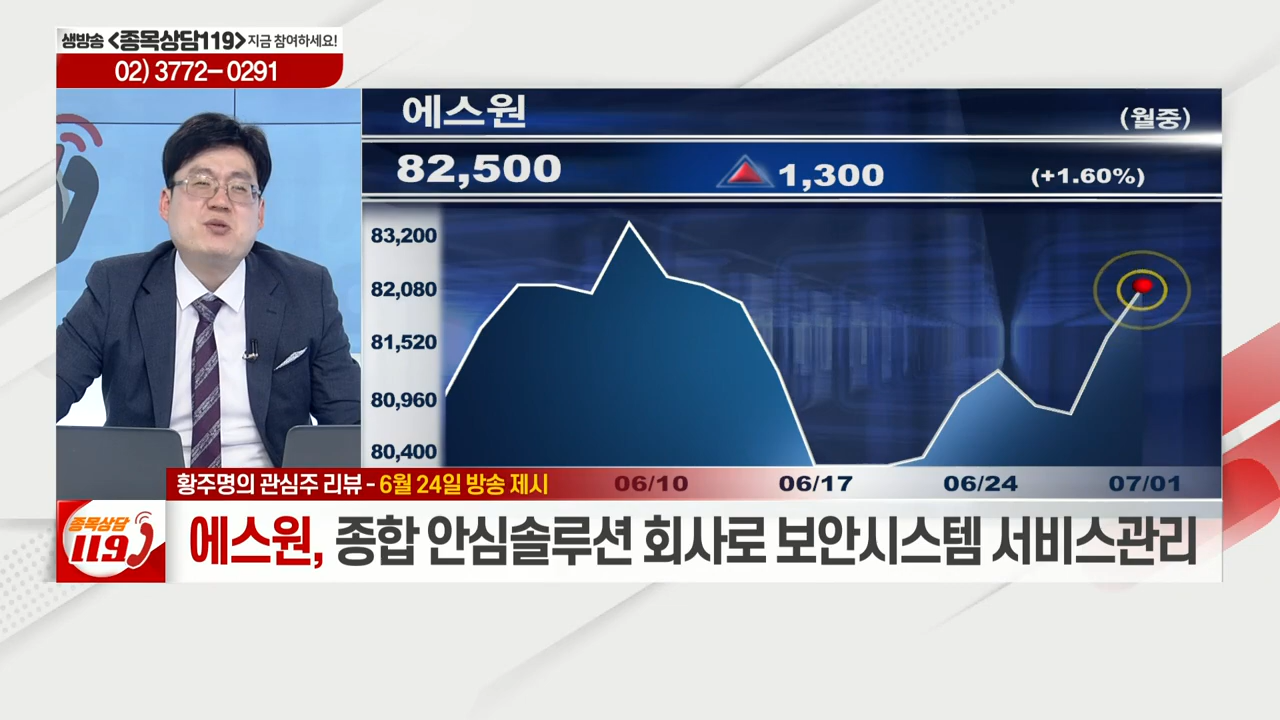 생방송 <종목상담119> 지금 참여하세요!
02) 3772-0291
에스원
(월중)
82,500 1,300 (+1.60%)
83,200
82,080
81,520
80,960
80,400
06/10 06/17 06/24 07/01
황주명의 관심주 리뷰 - 6월 24일 방송 제시
종목상담
119
에스원, 종합 안심솔루션 회사로 보안시스템 서비스관리